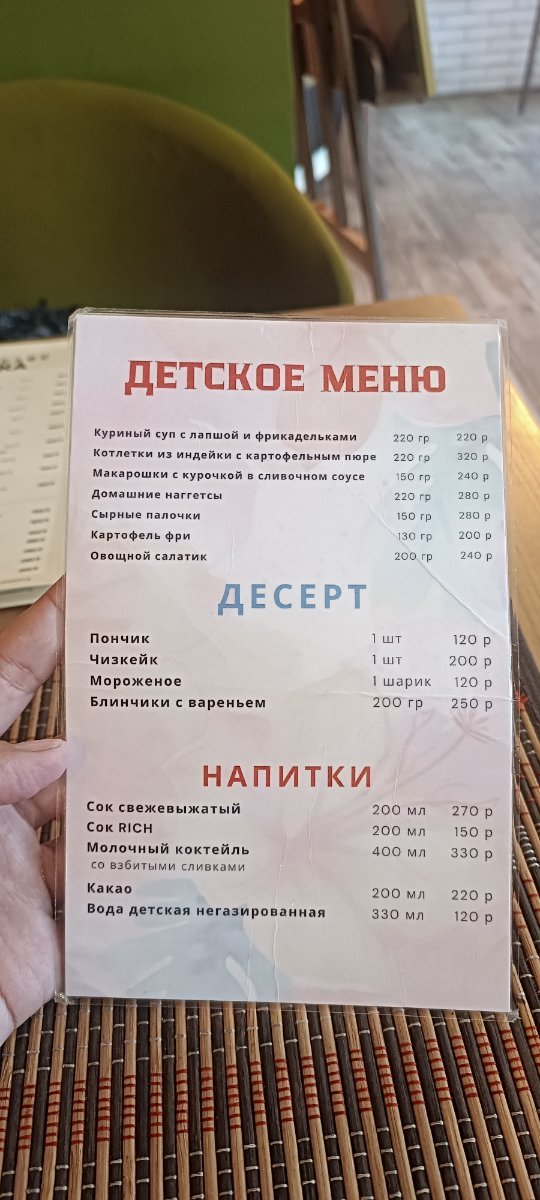 ДЕТСКОЕ МЕНЮ
Куриный суп с лапшой и фрикадельками 220 гр 220 р
Котлетки из индейки с картофельным пюре 220 гр 320 р
Макарошки с курочкой в сливочном соусе 150 гр 240 р
Домашние наггетсы 220 гр 280 р
Сырные палочки 150 гр 280 р
Картофель фри 130 гр 200 р
Овощной салатик 200 гр 240 р
ДЕСЕРТ
Пончик 1 шт 120 р
Чизкейк 1 шт 200 р
Мороженое 1 шарик 120 р
Блинчики с вареньем 200 гр 250 р
НАПИТКИ
Сок свежевыжатый 200 мл 270 р
Сок RICH 200 мл 150 р
Молочный коктейль 400 мл 330 р
со взбитыми сливками
Какао 200 мл 220 р
Вода детская негазированная 330 мл 120 р